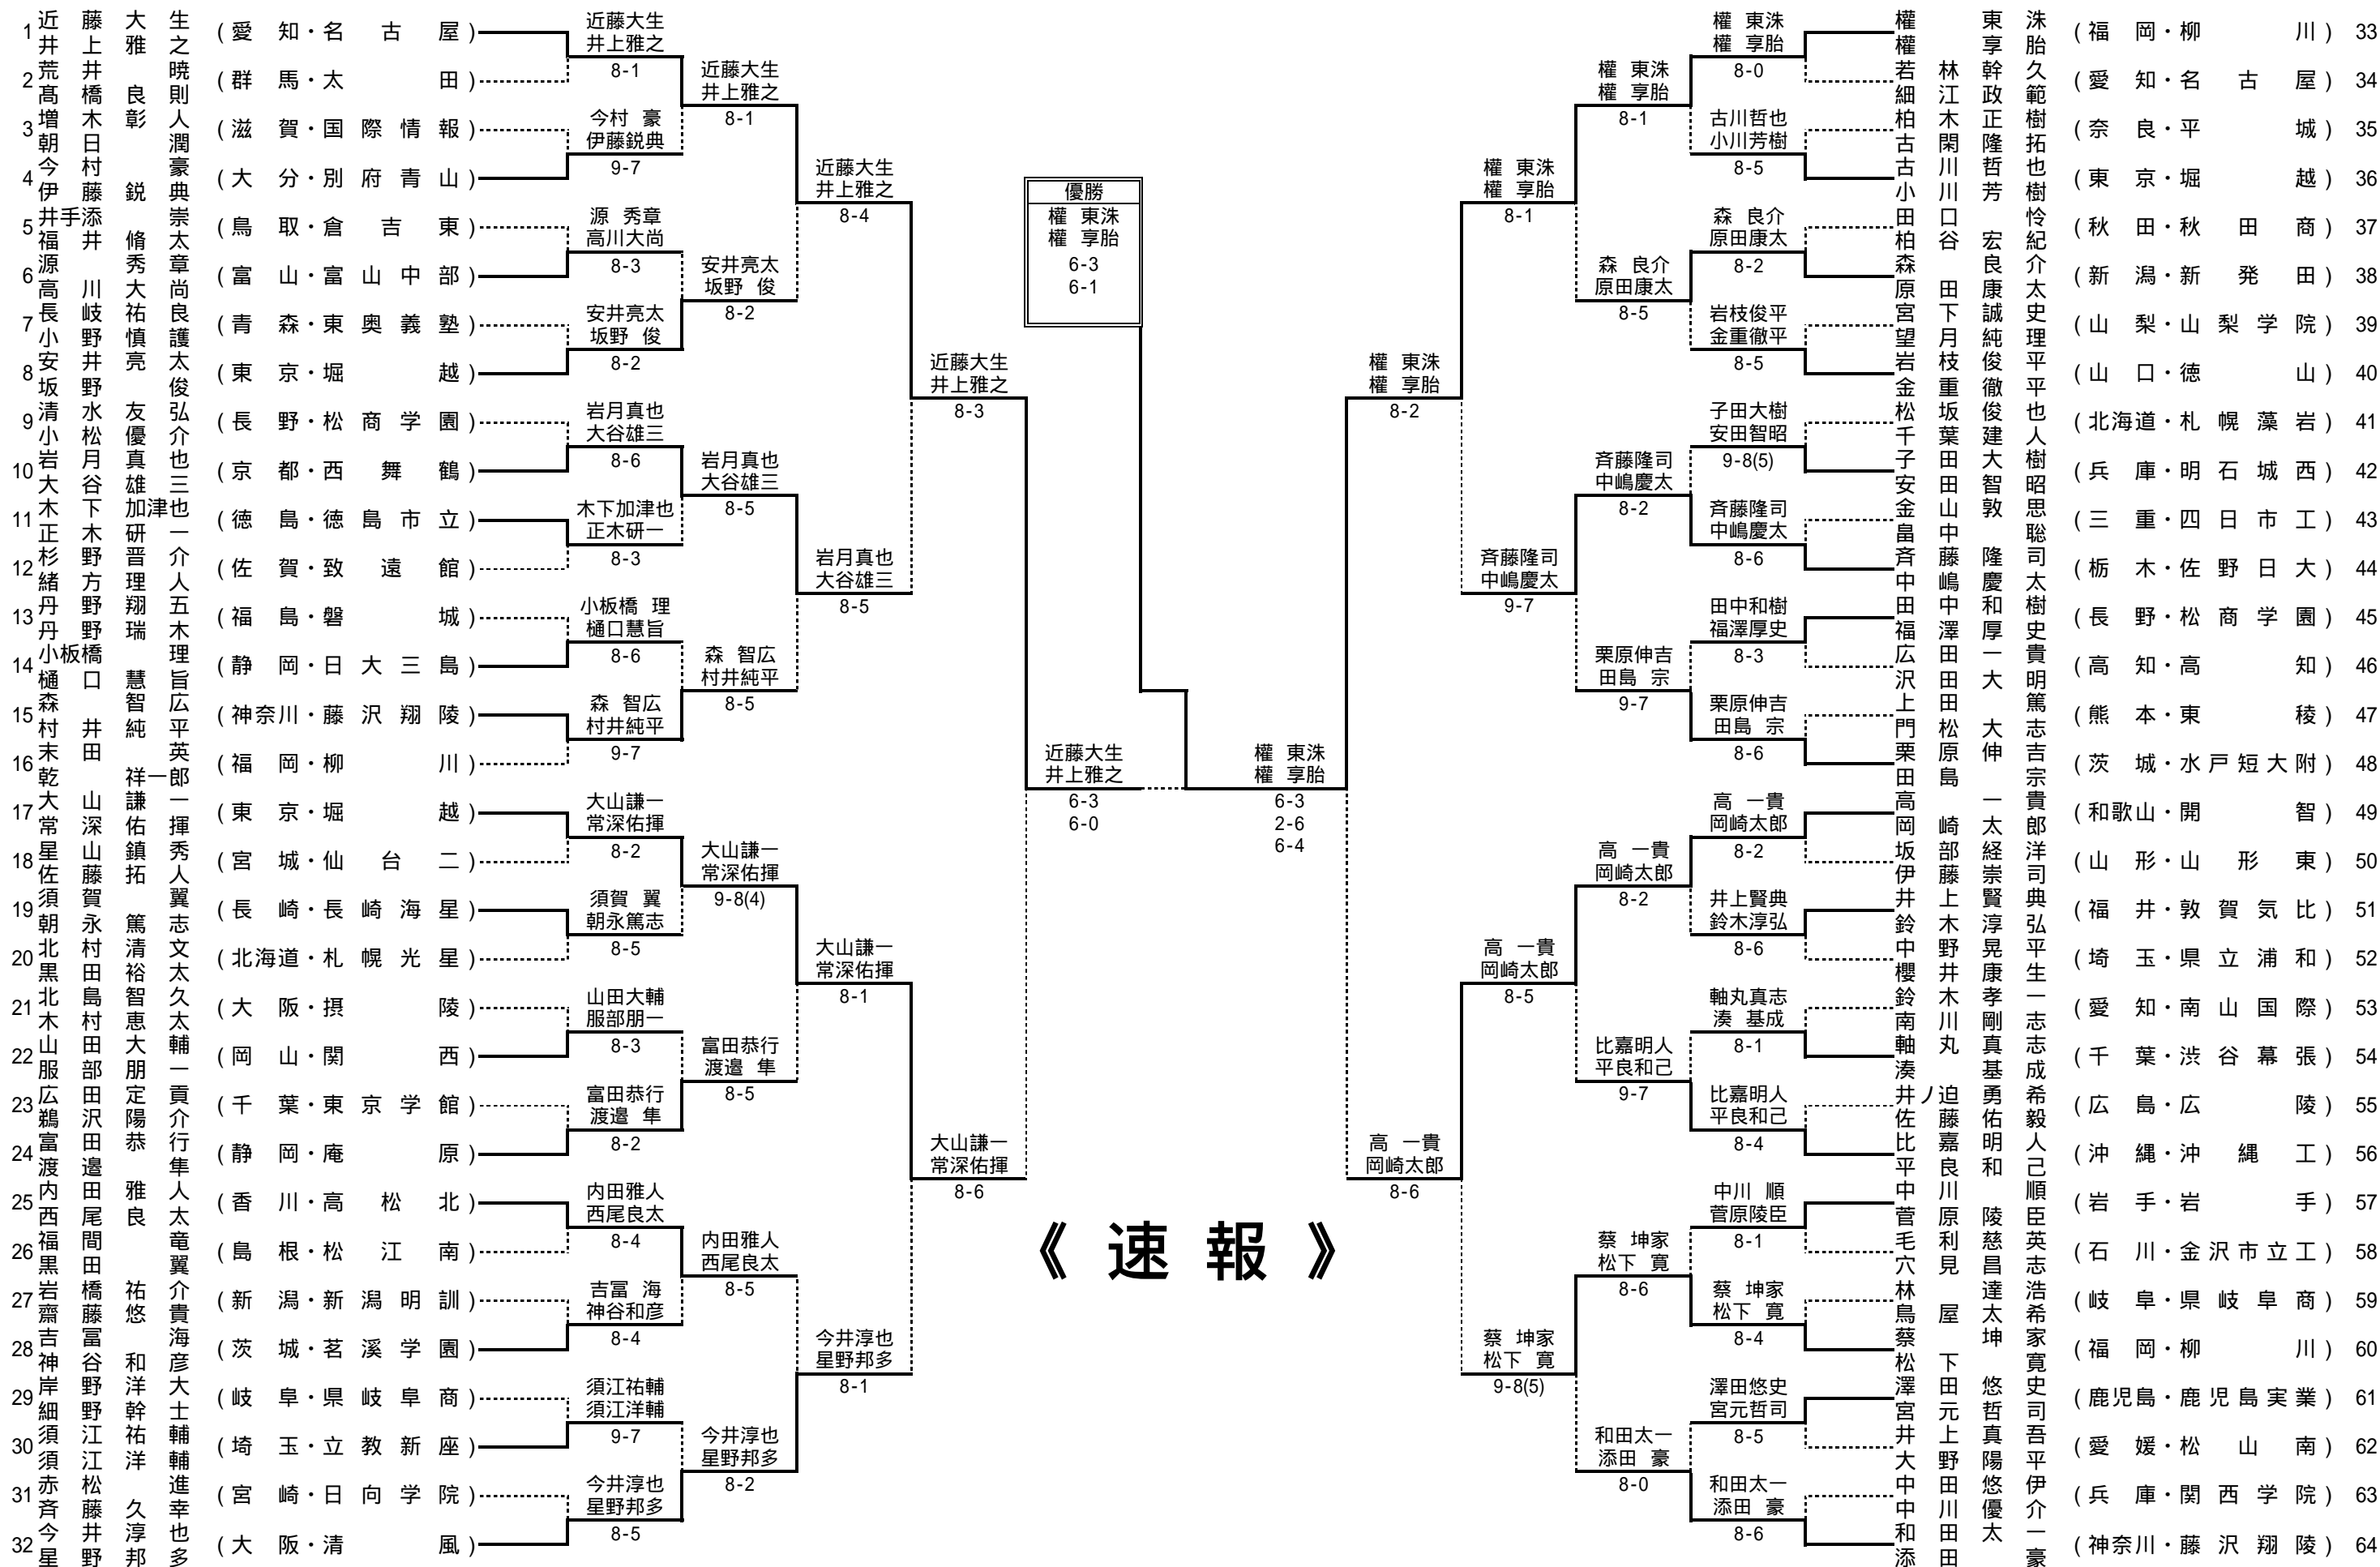 1 近藤大生 井上雅之 (愛知・名古屋)
2 荒井暁 髙橋良則 (群馬・太田)
3 増木彰人 朝日潤 (滋賀・国際情報)
4 今村豪 伊藤鋭典 (大分・別府青山)
5 井手添崇 福井脩太 (鳥取・倉吉東)
6 源秀章 高川大尚 (富山・富山中部)
7 長岐祐良 小野慎護 (青森・東奥義塾)
8 安井亮太 坂野俊 (東京・堀越)
9 清水友弘 小松優介 (長野・松商学園)
10 岩月真也 大谷雄三 (京都・西舞鶴)
11 木下加津也 正木研一 (徳島・徳島市立)
12 杉野晋介 緒方理人 (佐賀・致遠館)
13 丹野翔五 丹野瑞木 (福島・磐城)
14 小板橋理 樋口慧旨 (静岡・日大三島)
15 森智広 村井純平 (神奈川・藤沢翔陵)
16 末田英 乾祥一郎 (福岡・柳川)
17 大山謙一 常深佑揮 (東京・堀越)
18 星山鎮秀 佐藤拓人 (宮城・仙台二)
19 須賀翼 朝永篤志 (長崎・長崎海星)
20 北村清文 黒田裕太 (北海道・札幌光星)
21 北島智久 木村恵太 (大阪・摂陵)
22 山田大輔 服部朋一 (岡山・関西)
23 広田定貢 鵜沢陽介 (千葉・東京学館)
24 富田恭行 渡邉隼 (静岡・庵原)
25 内田雅人 西尾良太 (香川・高松北)
26 福間竜 黒田翼 (島根・松江南)
27 岩橋祐介 齋藤悠貴 (新潟・新潟明訓)
28 吉冨海 神谷和彦 (茨城・茗溪学園)
29 岸野洋大 細野幹士 (岐阜・県岐阜商)
30 須江祐輔 須江洋輔 (埼玉・立教新座)
31 赤松進 斉藤久幸 (宮崎・日向学院)
32 今井淳也 星野邦多 (大阪・清風)
近藤大生
井上雅之
8-1
今村 豪
伊藤鋭典
9-7
源 秀章
高川大尚
8-3
安井亮太
坂野 俊
8-2
岩月真也
大谷雄三
8-6
木下加津也
正木研一
8-3
小板橋 理
樋口慧旨
8-6
森 智広
村井純平
9-7
大山謙一
常深佑揮
8-2
須賀 翼
朝永篤志
8-5
山田大輔
服部朋一
8-3
富田恭行
渡邉 隼
8-2
内田雅人
西尾良太
8-4
吉冨 海
神谷和彦
8-4
須江祐輔
須江洋輔
9-7
今井淳也
星野邦多
8-5
近藤大生
井上雅之
8-1
安井亮太
坂野 俊
8-2
岩月真也
大谷雄三
8-5
森 智広
村井純平
8-5
大山謙一
常深佑揮
9-8(4)
富田恭行
渡邉 隼
8-5
内田雅人
西尾良太
8-5
今井淳也
星野邦多
8-2
近藤大生
井上雅之
8-4
岩月真也
大谷雄三
8-5
大山謙一
常深佑揮
8-1
今井淳也
星野邦多
8-1
近藤大生
井上雅之
8-3
大山謙一
常深佑揮
8-6
近藤大生
井上雅之
6-3
6-0
優勝
權 東洙
權 享胎
6-3
6-1
《 速 報 》
權 東洙
權 享胎
6-3
2-6
6-4
權 東洙
權 享胎
8-2
高 一貴
岡崎太郎
8-6
權 東洙
權 享胎
8-1
斉藤隆司
中嶋慶太
9-7
高 一貴
岡崎太郎
8-5
蔡 坤家
松下 寛
9-8(5)
權 東洙
權 享胎
8-1
森 良介
原田康太
8-5
斉藤隆司
中嶋慶太
8-2
栗原伸吉
田島 宗
9-7
高 一貴
岡崎太郎
8-2
比嘉明人
平良和己
9-7
蔡 坤家
松下 寛
8-6
和田太一
添田 豪
8-0
權 東洙
權 享胎
8-0
古川哲也
小川芳樹
8-5
森 良介
原田康太
8-2
岩枝俊平
金重徹平
8-5
子田大樹
安田智昭
9-8(5)
斉藤隆司
中嶋慶太
8-6
田中和樹
福澤厚史
8-3
栗原伸吉
田島 宗
8-6
高 一貴
岡崎太郎
8-2
井上賢典
鈴木淳弘
8-6
軸丸真志
湊 基成
8-1
比嘉明人
平良和己
8-4
中川 順
菅原陵臣
8-1
蔡 坤家
松下 寛
8-4
澤田悠史
宮元哲司
8-5
和田太一
添田 豪
8-6
權東洙 權享胎 (福岡・柳川) 33
若林幹久 細江政範 (愛知・名古屋) 34
柏木正樹 古閑隆拓 (奈良・平城) 35
古川哲也 小川芳樹 (東京・堀越) 36
田口怜 柏谷宏紀 (秋田・秋田商) 37
森良介 原田康太 (新潟・新発田) 38
宮下誠史 望月純理 (山梨・山梨学院) 39
岩枝俊平 金重徹平 (山口・徳山) 40
松坂俊也 千葉建人 (北海道・札幌藻岩) 41
子田大樹 安田智昭 (兵庫・明石城西) 42
金山敦思 畠中聡 (三重・四日市工) 43
斉藤隆司 中嶋慶太 (栃木・佐野日大) 44
田中和樹 福澤厚史 (長野・松商学園) 45
広田一貴 沢田大明 (高知・高知) 46
上田篤 門松大志 (熊本・東稜) 47
栗原伸吉 田島宗 (茨城・水戸短大附) 48
高一貴 岡崎太郎 (和歌山・開智) 49
坂部経洋 伊藤崇司 (山形・山形東) 50
井上賢典 鈴木淳弘 (福井・敦賀気比) 51
中野晃平 櫻井康生 (埼玉・県立浦和) 52
鈴木孝一 南川剛志 (愛知・南山国際) 53
軸丸真志 湊基成 (千葉・渋谷幕張) 54
井ノ迫勇希 佐藤佑毅 (広島・広陵) 55
比嘉明人 平良和己 (沖縄・沖縄工) 56
中川順 菅原陵臣 (岩手・岩手) 57
毛利慈英 穴見昌志 (石川・金沢市立工) 58
林達浩 鳥屋太希 (岐阜・県岐阜商) 59
蔡坤家 松下寛 (福岡・柳川) 60
澤田悠史 宮元哲司 (鹿児島・鹿児島実業) 61
井上真吾 大野陽平 (愛媛・松山南) 62
中田悠伊 中川優介 (兵庫・関西学院) 63
和田太一 添田豪 (神奈川・藤沢翔陵) 64